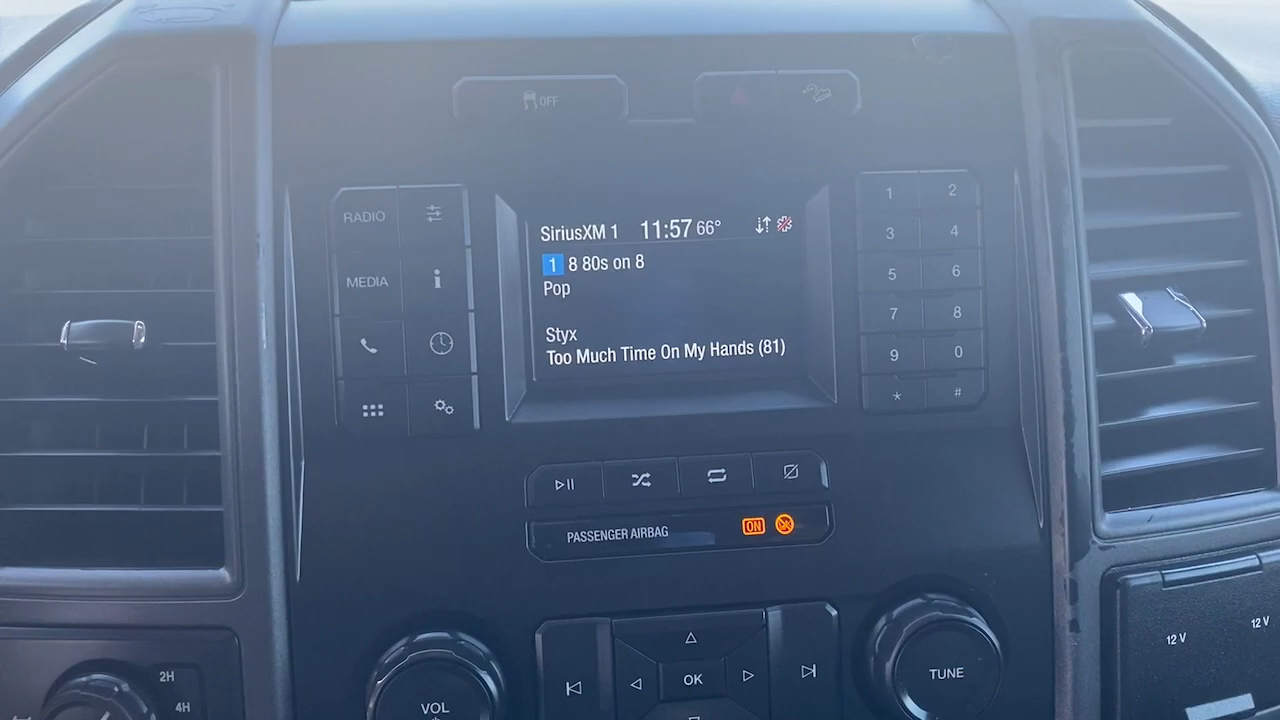 OFF
RADIO
MEDIA
SiriusXM 1 11:57 66°
1 8 80s on 8
Pop
Styx
Too Much Time On My Hands (81)
1 2
3 4
5 6
7 8
9 0
* #
PASSENGER AIRBAG ON
2H
4H
VOL
OK
TUNE
12 V
12 V